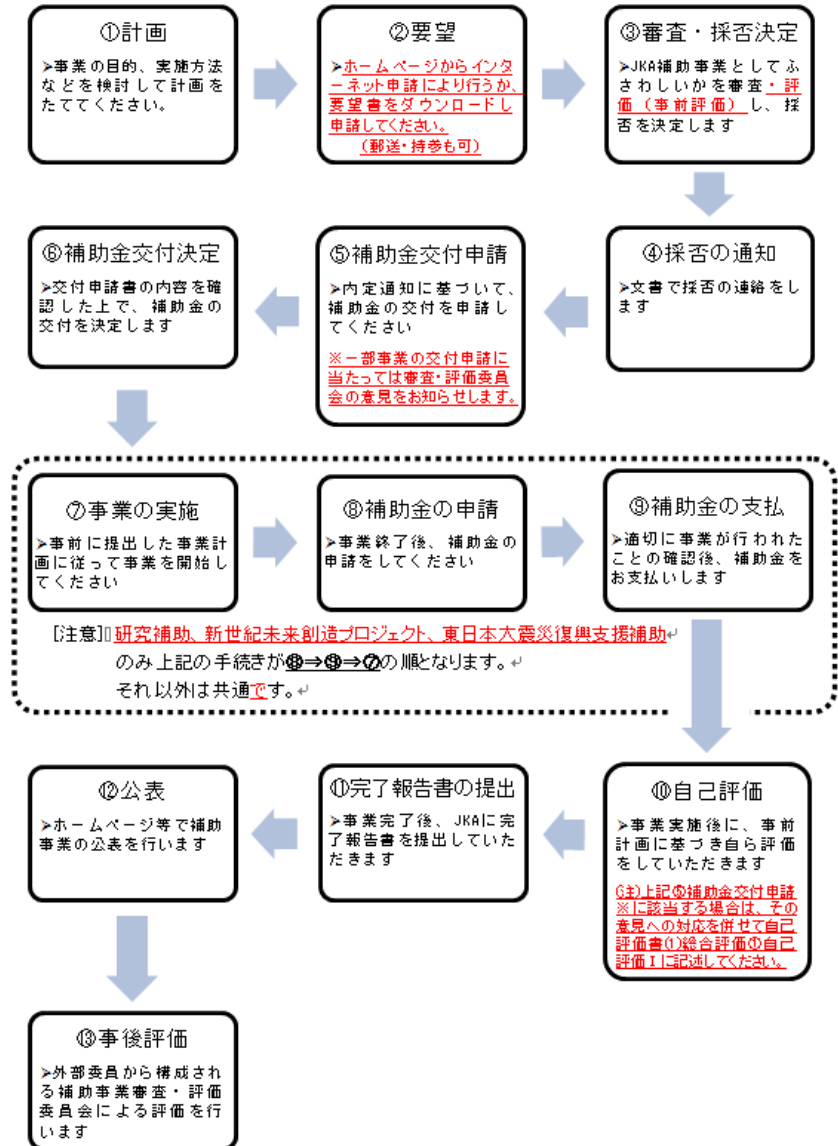 ①計画
➢事業の目的、実施方法
などを検討して計画を
たててください。
②要望
➢ホームページからインタ
ーネット申請により行うか、
要望書をダウンロードし
申請してください。
(郵送・持参も可)
③審査・採否決定
➢JKA補助事業としてふ
さわしいかを審査・評
価(事前評価)し、採
否を決定します
④採否の通知
➢文書で採否の連絡をし
ます
⑤補助金交付申請
➢内定通知に基づいて、
補助金の交付を申請し
てください
※一部事業の交付申請に
当たっては審査・評価委員
会の意見をお知らせします。
⑥補助金交付決定
➢交付申請書の内容を確
認した上で、補助金の
交付を決定します
⑦事業の実施
➢事前に提出した事業計
画に従って事業を開始し
てください
⑧補助金の申請
➢事業終了後、補助金の
申請をしてください
⑨補助金の支払
➢適切に事業が行われた
ことの確認後、補助金を
お支払いします
[注意] 研究補助、新世紀未来創造プロジェクト、東日本大震災復興支援補助↵
のみ上記の手続きが⑧⇒⑨⇒⑦の順となります。↵
それ以外は共通です。↵
⑩自己評価
➢事業実施後に、事前
計画に基づき自ら評価
をしていただきます
(注)上記⑤補助金交付申請
※に該当する場合は、その
意見への対応を併せて自己
評価書(1)総合評価①自己
評価Ⅰに記述してください。
⑪完了報告書の提出
➢事業完了後、JKAに完
了報告書を提出していた
だきます
⑫公表
➢ホームページ等で補助
事業の公表を行います
⑬事後評価
➢外部委員から構成され
る補助事業審査・評価
委員会による評価を行
います